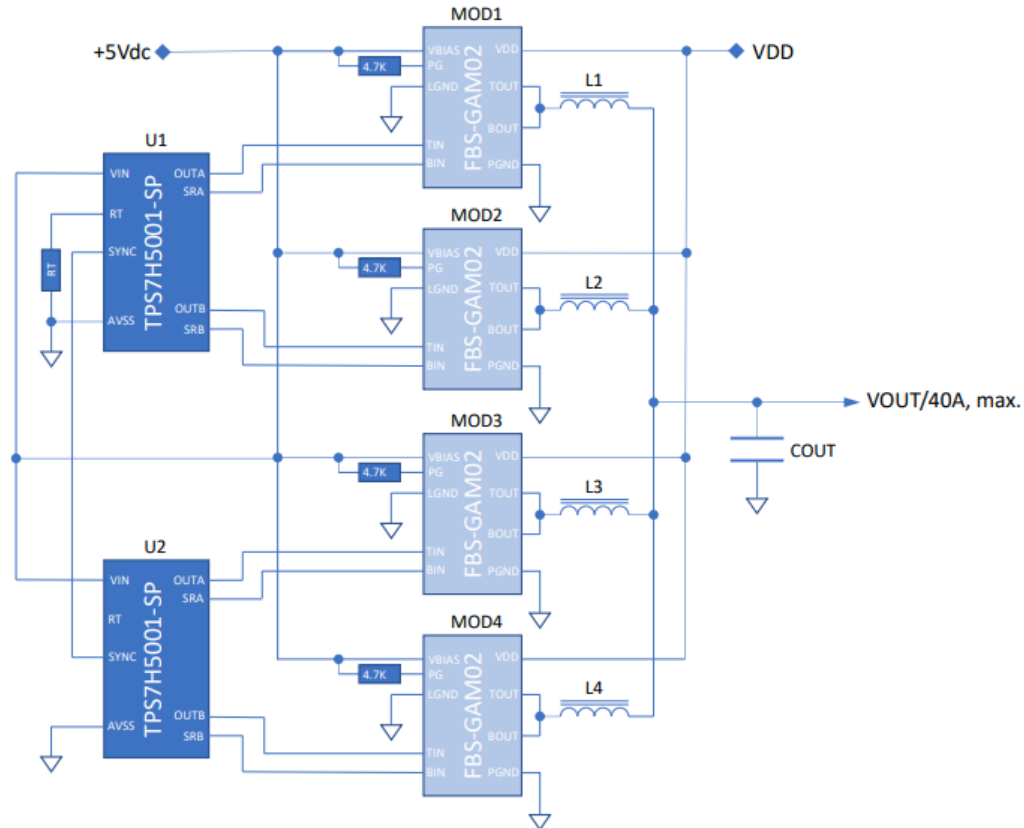 MOD1
+5Vdc
VBIAS
VDD
VDD
4.7K
PG
LGND
TOUT
L1
BOUT
FBS-GAM02
TIN
BIN
PGND
U1
VIN
OUTA
SRA
RT
RT
SYNC
TPS7H5001-SP
OUTB
AVSS
SRB
MOD2
VBIAS
VDD
4.7K
PG
LGND
TOUT
L2
BOUT
FBS-GAM02
TIN
BIN
PGND
VOUT/40A, max.
COUT
MOD3
VBIAS
VDD
4.7K
PG
LGND
TOUT
L3
BOUT
FBS-GAM02
TIN
BIN
PGND
U2
VIN
OUTA
SRA
RT
SYNC
TPS7H5001-SP
OUTB
AVSS
SRB
MOD4
VBIAS
VDD
4.7K
PG
LGND
TOUT
L4
BOUT
FBS-GAM02
TIN
BIN
PGND